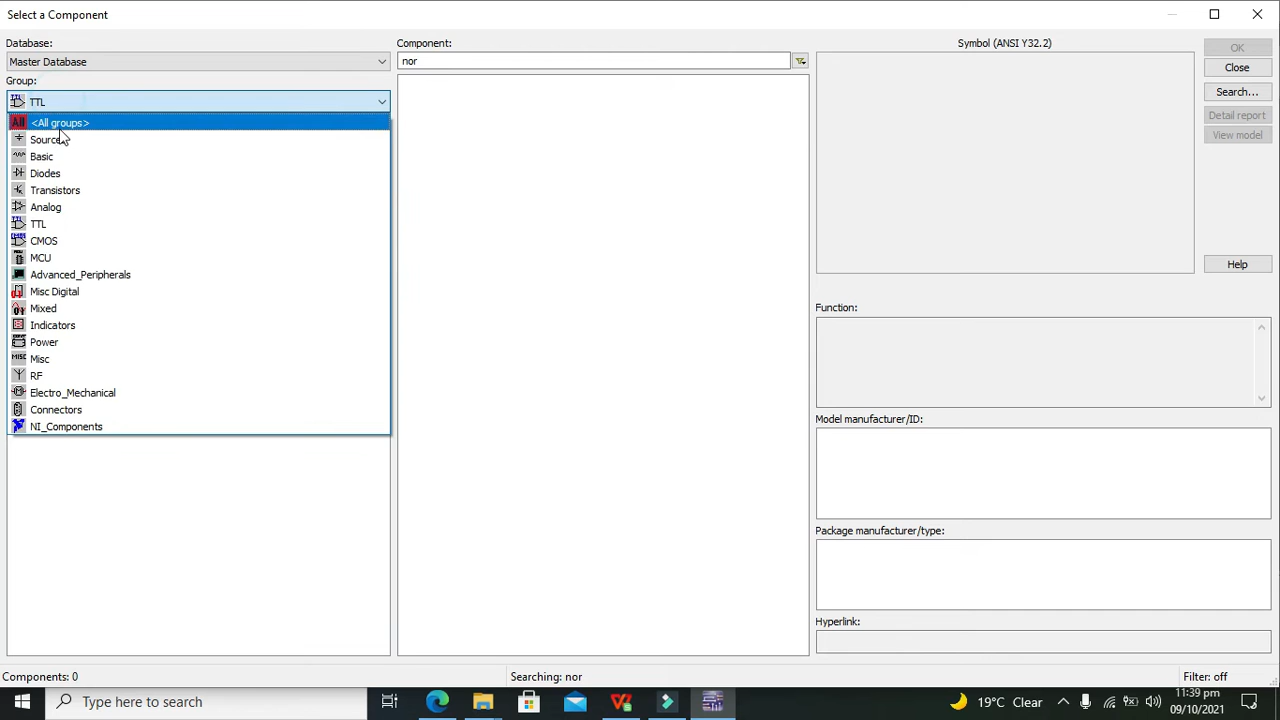 Select a Component
Database:
Master Database
Group:
TTL
All <All groups>
Source
Basic
Diodes
Transistors
Analog
TTL
CMOS
MCU
Advanced_Peripherals
Misc Digital
Mixed
Indicators
Power
MISC Misc
RF
Electro_Mechanical
Connectors
NI_Components
Component:
nor
Symbol (ANSI Y32.2)
OK
Close
Search...
Detail report
View model
Help
Function:
Model manufacturer/ID:
Package manufacturer/type:
Hyperlink:
Components: 0
Searching: nor
Filter: off
Type here to search
19°C Clear
11:39 pm
09/10/2021